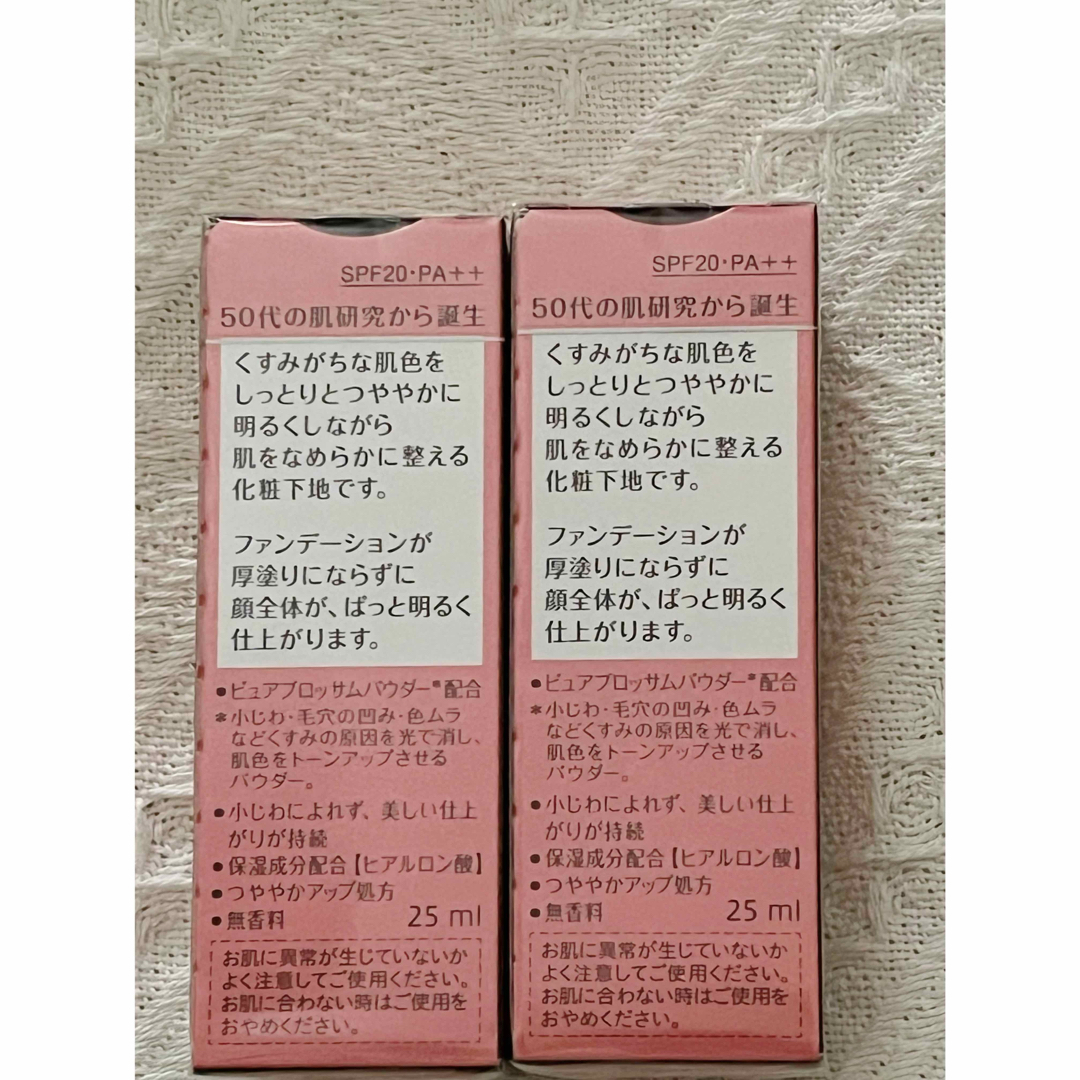 SPF20・PA++
50代の肌研究から誕生
くすみがちな肌色を
しっとりとつややかに
明るくしながら
肌をなめらかに整える
化粧下地です。
ファンデーションが
厚塗りにならずに
顔全体が、ぱっと明るく
仕上がります。
●ピュアブロッサムパウダー*配合
*小じわ・毛穴の凹み・色ムラ
などくすみの原因を光で消し、
肌色をトーンアップさせる
パウダー。
●小じわによれず、美しい仕上
がりが持続
●保湿成分配合【ヒアルロン酸】
●つややかアップ処方
●無香料 25 ml
お肌に異常が生じていないか
よく注意してご使用ください。
お肌に合わない時はご使用を
おやめください。
SPF20・PA++
50代の肌研究から誕生
くすみがちな肌色を
しっとりとつややかに
明るくしながら
肌をなめらかに整える
化粧下地です。
ファンデーションが
厚塗りにならずに
顔全体が、ぱっと明るく
仕上がります。
●ピュアブロッサムパウダー*配合
*小じわ・毛穴の凹み・色ムラ
などくすみの原因を光で消し、
肌色をトーンアップさせる
パウダー。
●小じわによれず、美しい仕上
がりが持続
●保湿成分配合【ヒアルロン酸】
●つややかアップ処方
●無香料 25 ml
お肌に異常が生じていないか
よく注意してご使用ください。
お肌に合わない時はご使用を
おやめください。